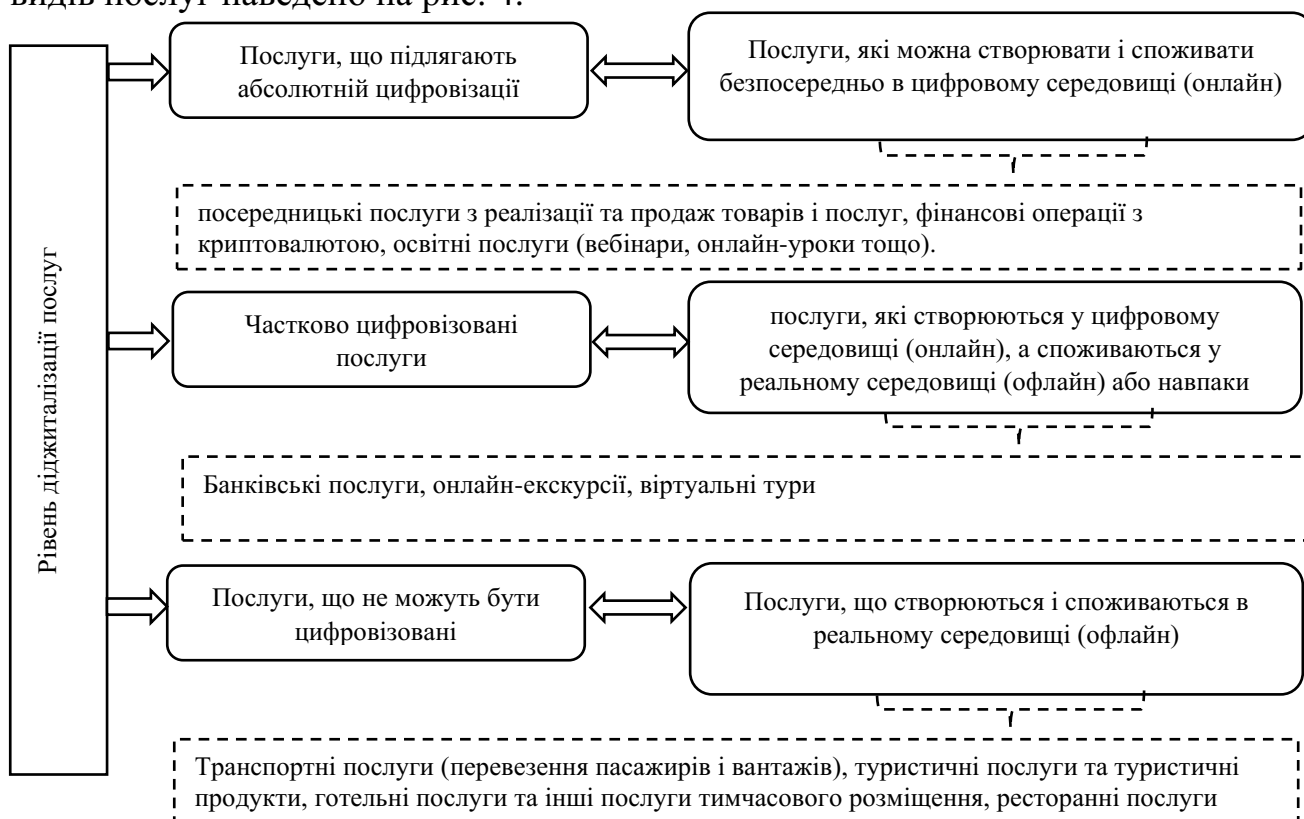 видів послуг наведено на рис. 4.
Рівень діджиталізації послуг
Послуги, що підлягають
абсолютній цифровізації
Послуги, які можна створювати і споживати
безпосередньо в цифровому середовищі (онлайн)
посередницькі послуги з реалізації та продаж товарів і послуг, фінансові операції з
криптовалютою, освітні послуги (вебінари, онлайн-уроки тощо).
Частково цифровізовані
послуги
послуги, які створюються у цифровому
середовищі (онлайн), а споживаються у
реальному середовищі (офлайн) або навпаки
Банківські послуги, онлайн-екскурсії, віртуальні тури
Послуги, що не можуть бути
цифровізовані
Послуги, що створюються і споживаються в
реальному середовищі (офлайн)
Транспортні послуги (перевезення пасажирів і вантажів), туристичні послуги та туристичні
продукти, готельні послуги та інші послуги тимчасового розміщення, ресторанні послуги